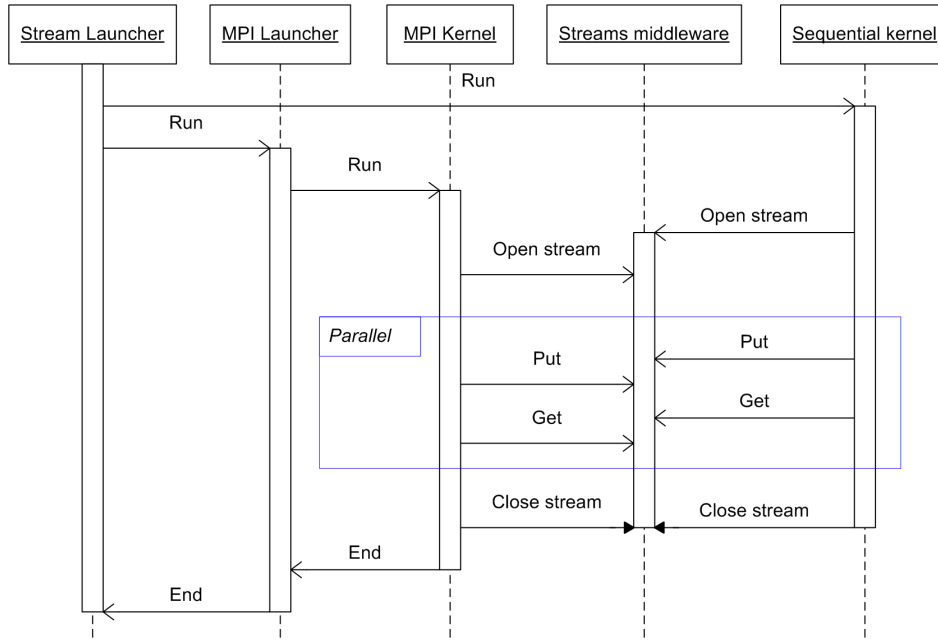 Stream Launcher
MPI Launcher
MPI Kernel
Streams middleware
Sequential kernel
Run
Run
Run
Open stream
Open stream
Parallel
Put
Put
Get
Get
Close stream
Close stream
End
End